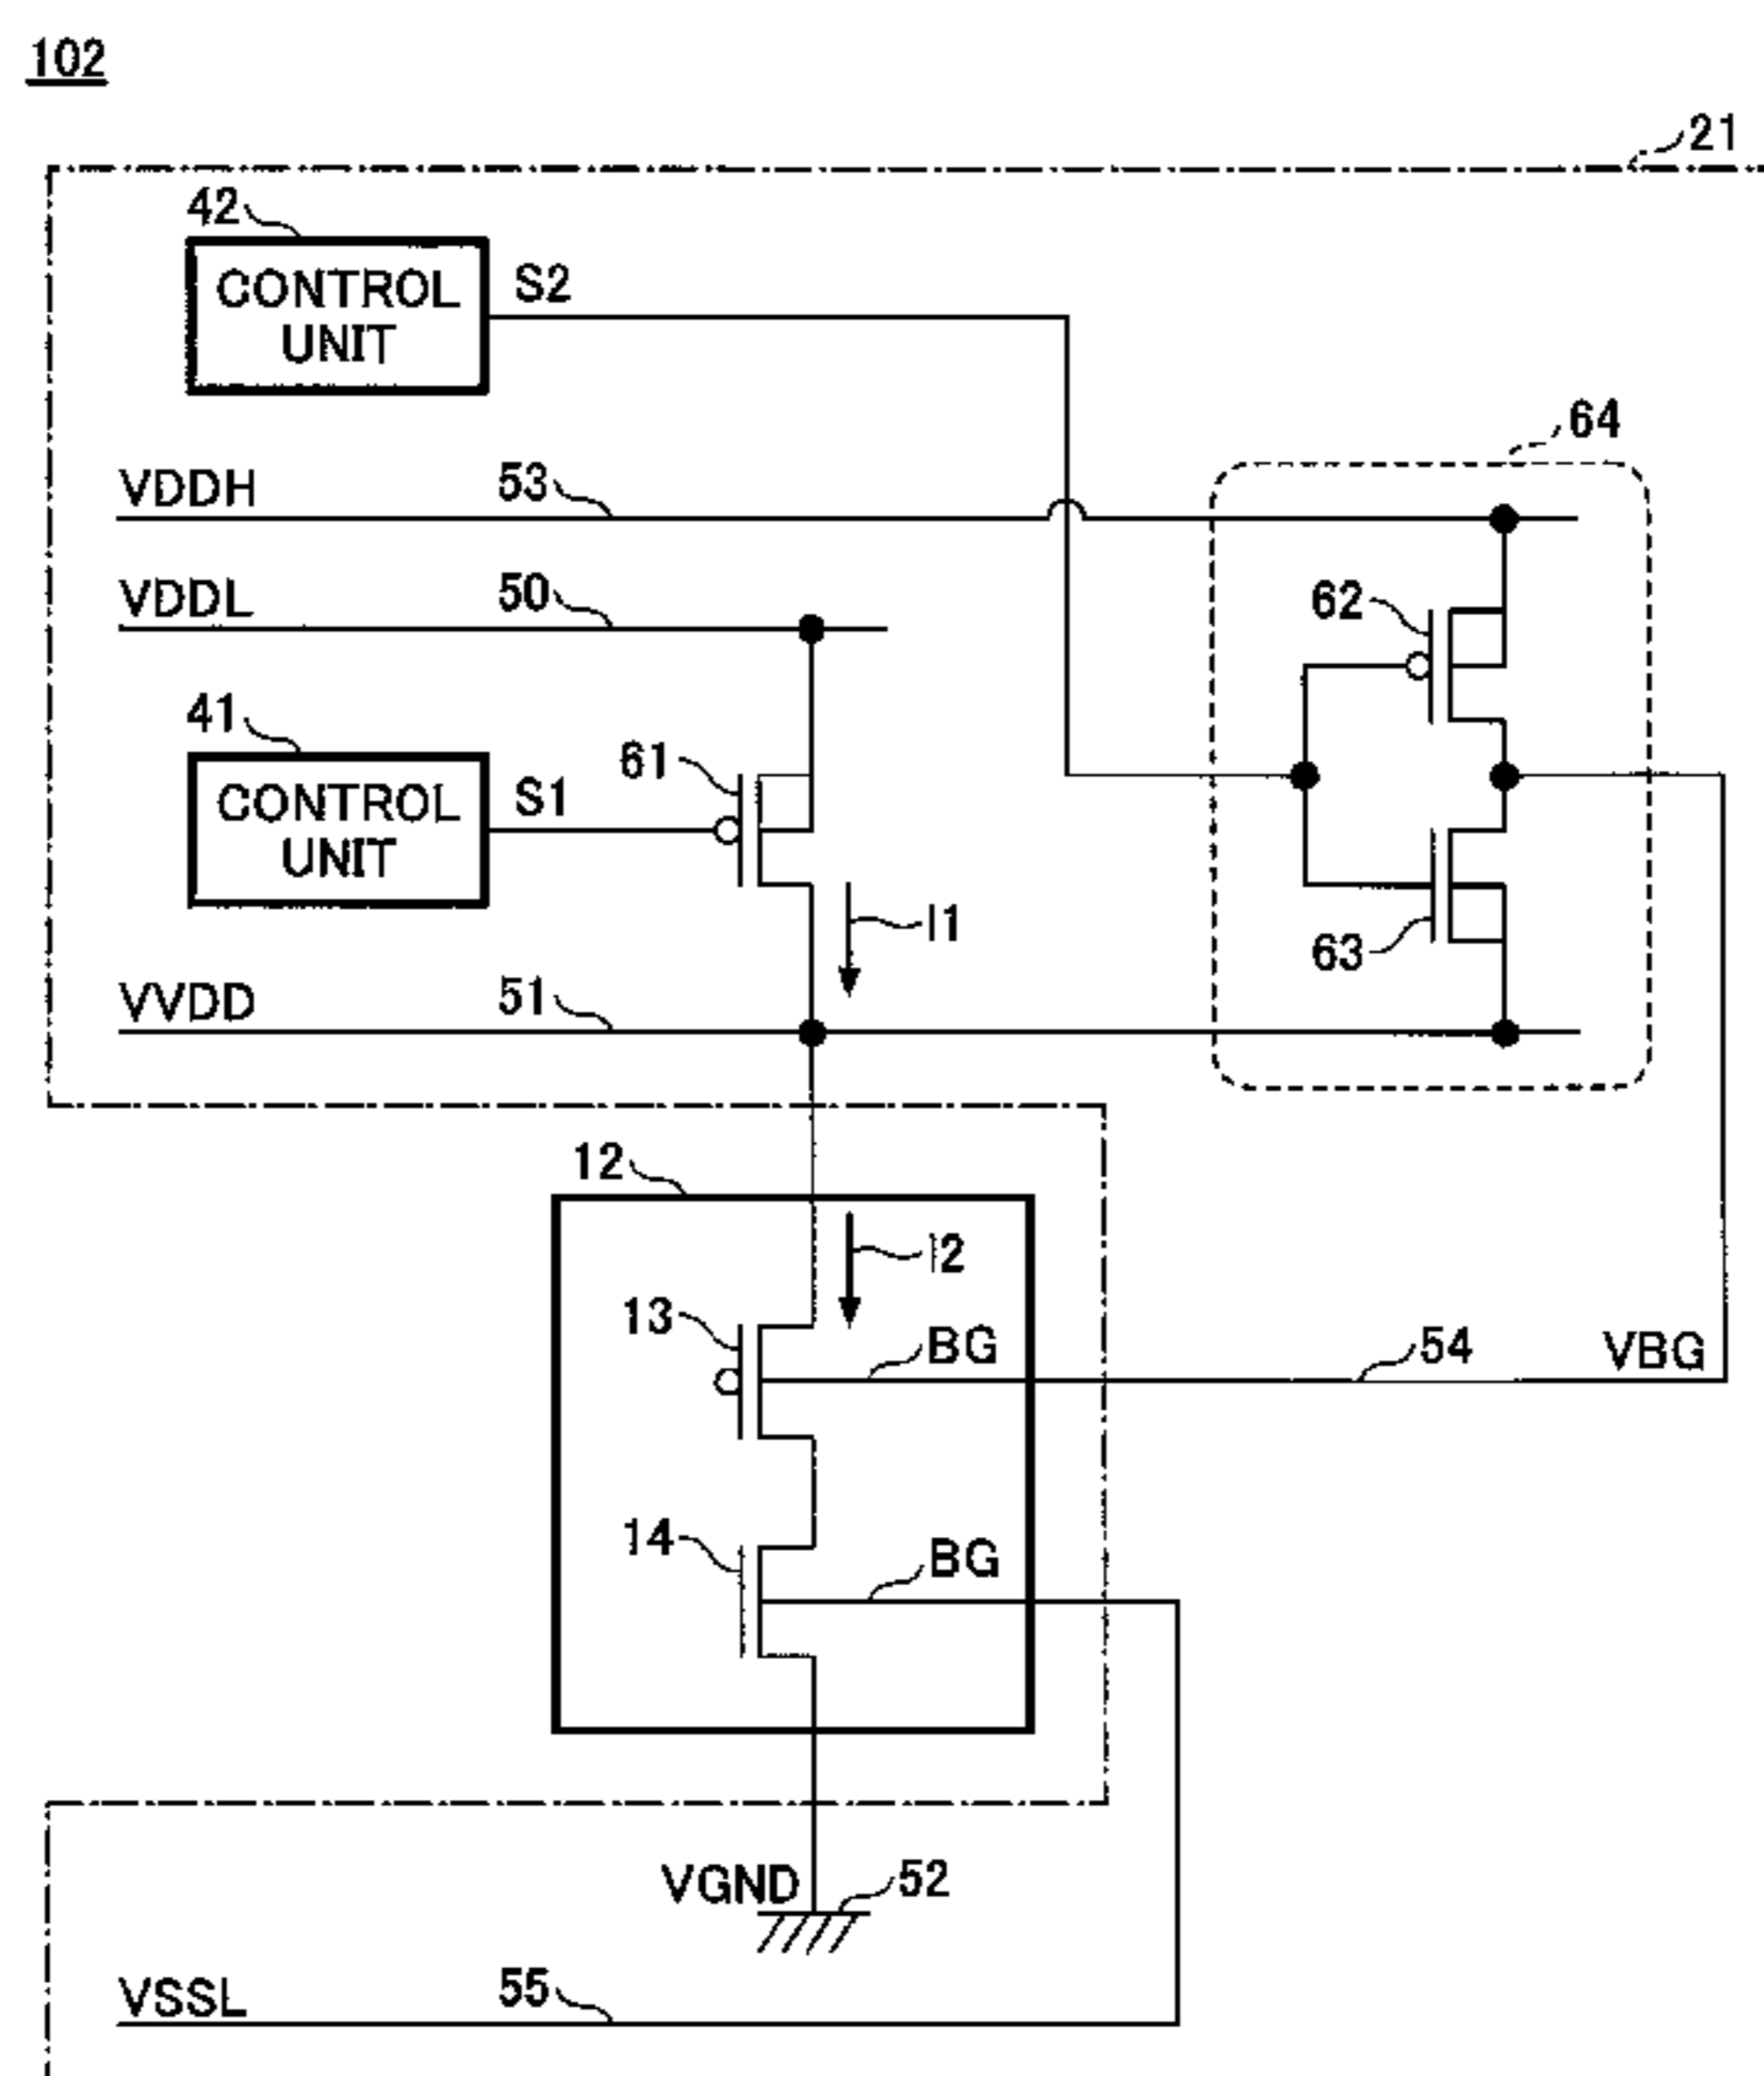 102
21
42
CONTROL
UNIT
S2
64
VDDH
53
VDDL
50
62
41
CONTROL
UNIT
S1
61
I1
63
VVDD
51
12
I2
13
BG
54
VBG
14
BG
VGND
52
VSSL
55